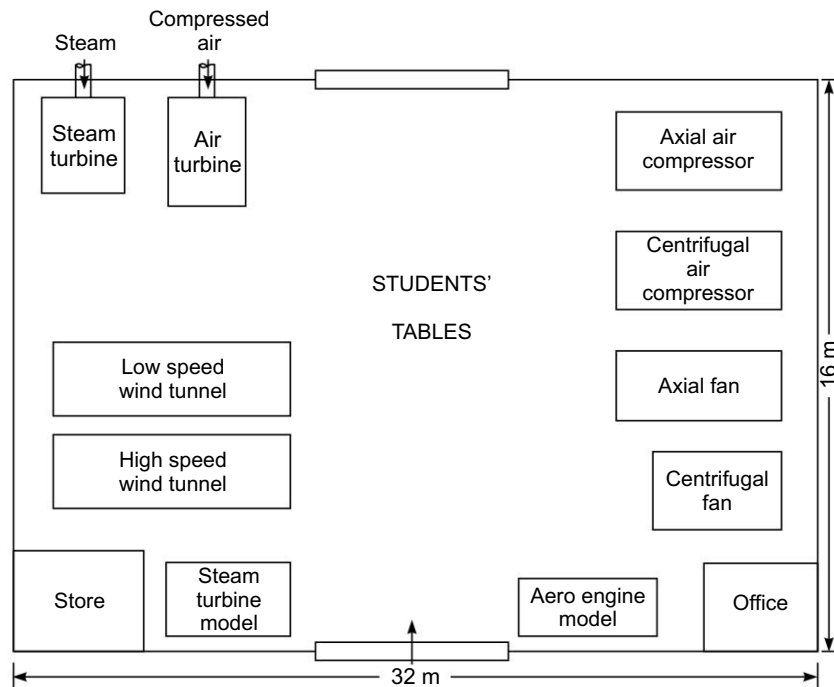 Steam
Compressed
air
Steam
turbine
Air
turbine
Axial air
compressor
Centrifugal
air
compressor
STUDENTS’
TABLES
16 m
Low speed
wind tunnel
Axial fan
High speed
wind tunnel
Centrifugal
fan
Store
Steam
turbine
model
Aero engine
model
Office
32 m